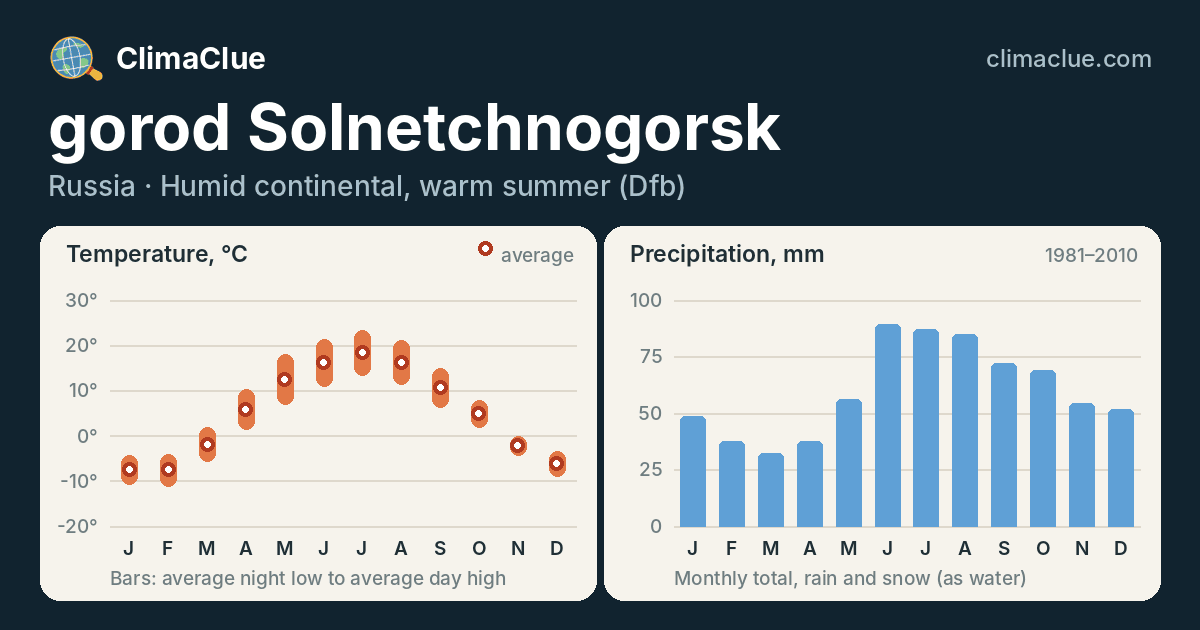 ClimaClue
climaclue.com
gorod Solnetchnogorsk
Russia · Humid continental, warm summer (Dfb)
Temperature, °C
average
30°
20°
10°
0°
-10°
-20°
J F M A M J J A S O N D
Bars: average night low to average day high
Precipitation, mm
1981–2010
100
75
50
25
0
J F M A M J J A S O N D
Monthly total, rain and snow (as water)